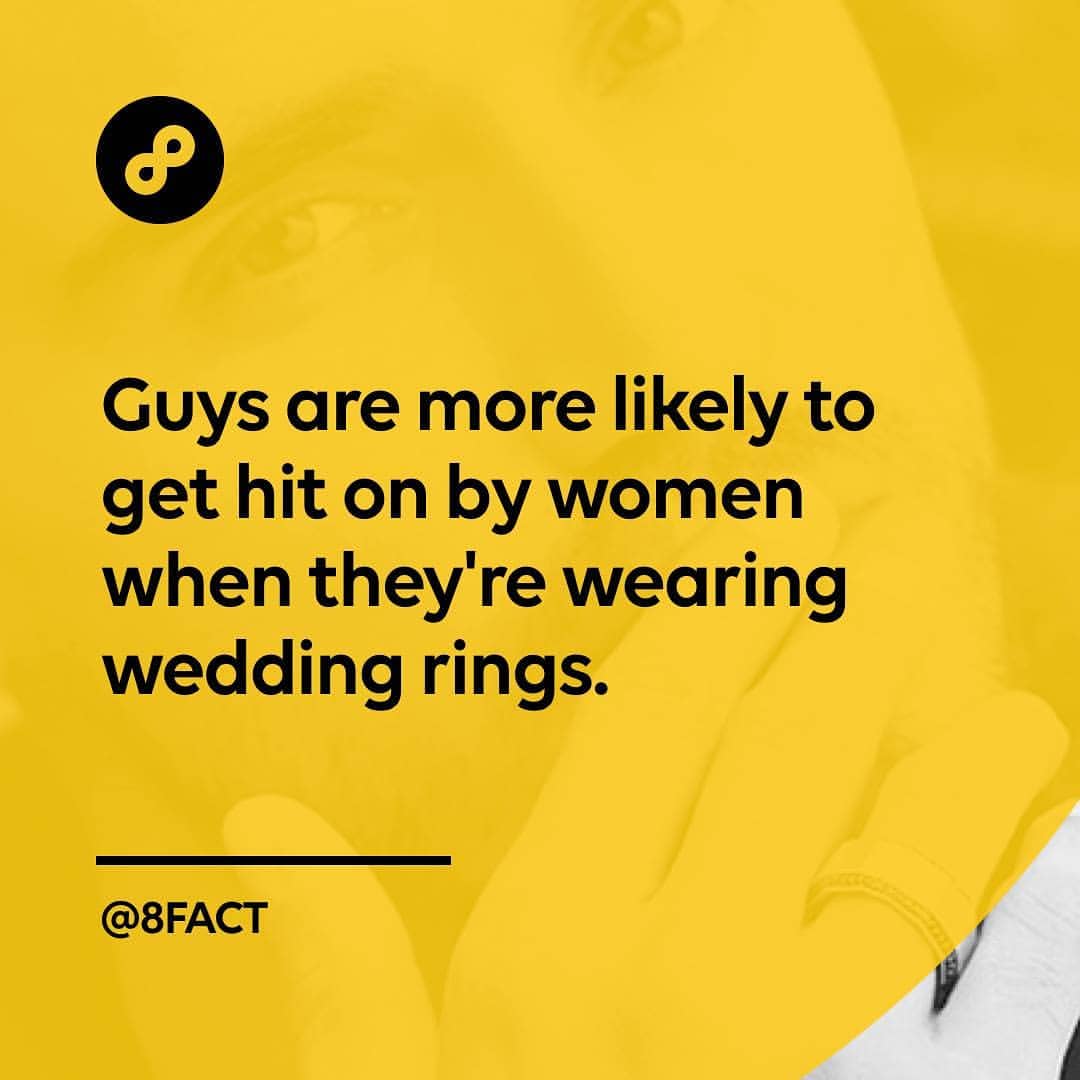 Guys are more likely to
get hit on by women
when they're wearing
wedding rings.
@8FACT